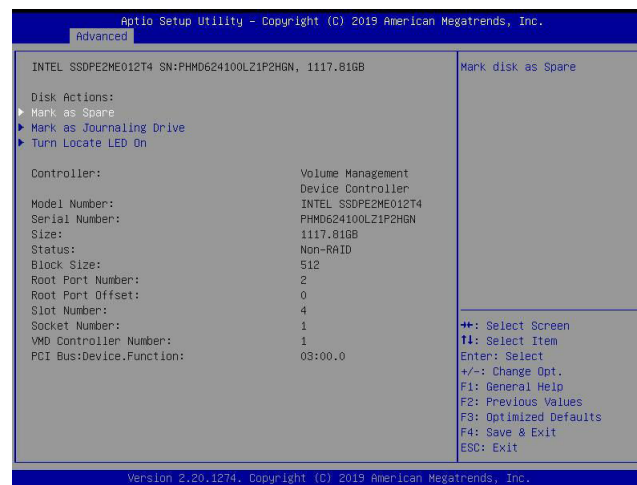 Aptio Setup Utility – Copyright (C) 2019 American Megatrends, Inc.
Advanced
INTEL SSDPE2ME012T4 SN:PHMD624100LZ1P2HGN, 1117.81GB
Disk Actions:
Mark as Spare
Mark as Journaling Drive
Turn Locate LED On
Controller: Volume Management
Device Controller
Model Number: INTEL SSDPE2ME012T4
Serial Number: PHMD624100LZ1P2HGN
Size: 1117.81GB
Status: Non-RAID
Block Size: 512
Root Port Number: 2
Root Port Offset: 0
Slot Number: 4
Socket Number: 1
VMD Controller Number: 1
PCI Bus:Device.Function: 03:00.0
Mark disk as Spare
→←: Select Screen
↑↓: Select Item
Enter: Select
+/-: Change Opt.
F1: General Help
F2: Previous Values
F3: Optimized Defaults
F4: Save & Exit
ESC: Exit
Version 2.20.1274. Copyright (C) 2019 American Megatrends, Inc.